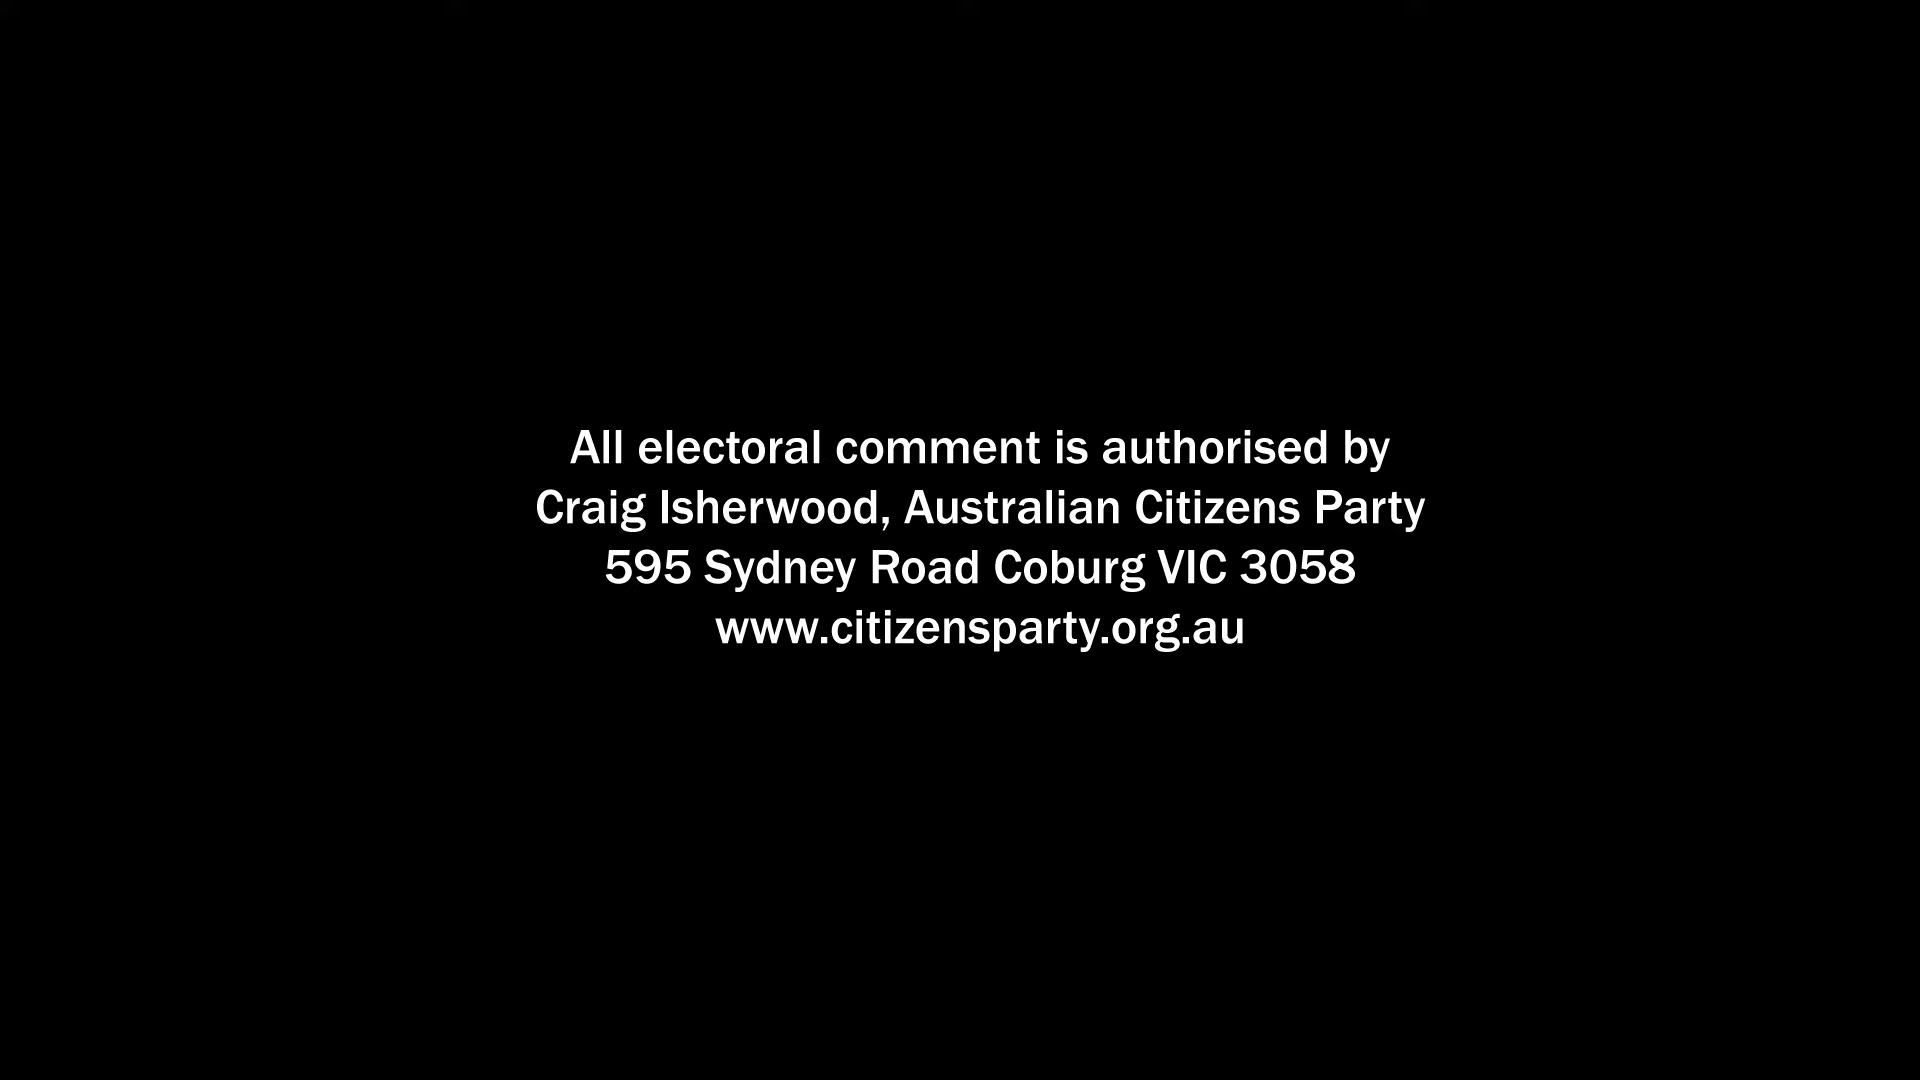 All electoral comment is authorised by
Craig Isherwood, Australian Citizens Party
595 Sydney Road Coburg VIC 3058
www.citizensparty.org.au